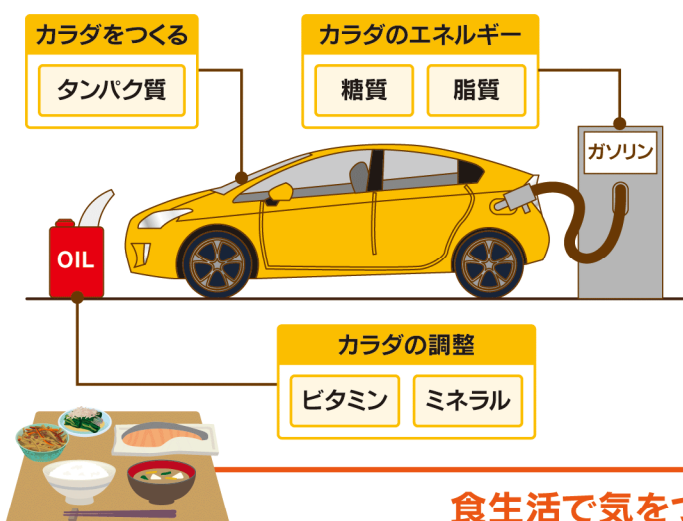 カラダをつくる
タンパク質
カラダのエネルギー
糖質 脂質
ガソリン
OIL
カラダの調整
ビタミン ミネラル
食生活で気を